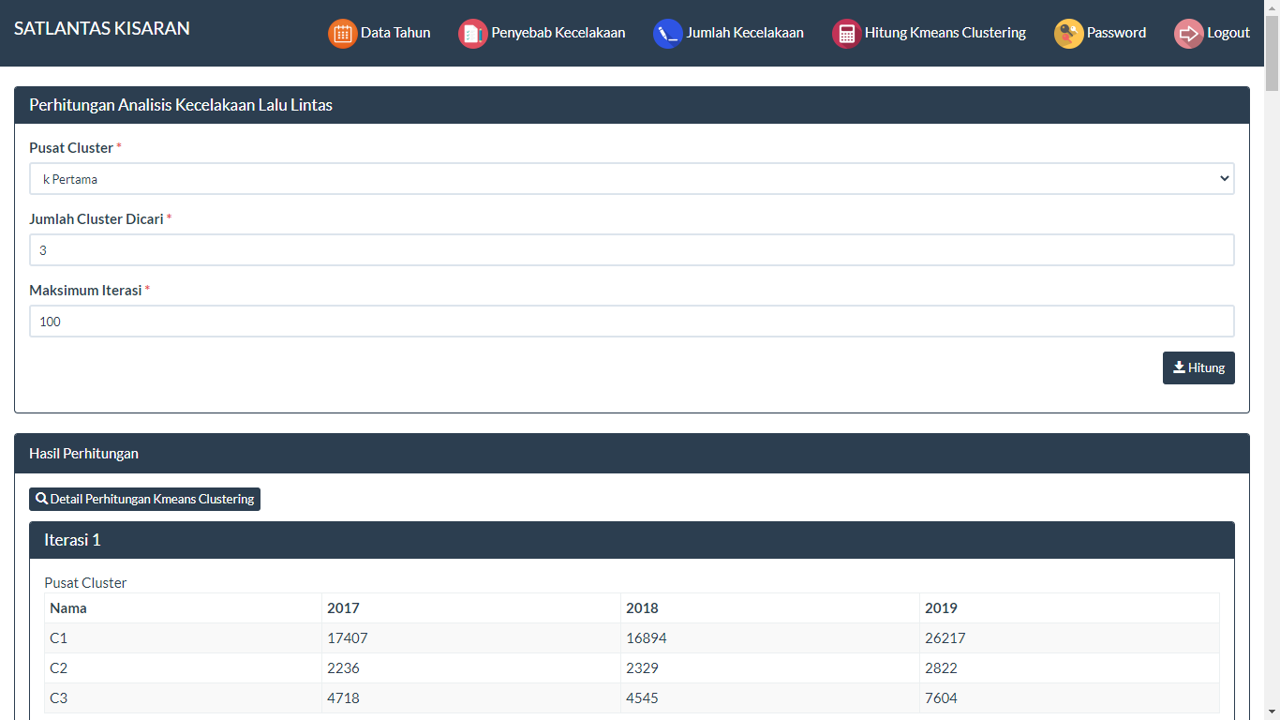 SATLANTAS KISARAN
Data Tahun
Penyebab Kecelakaan
Jumlah Kecelakaan
Hitung Kmeans Clustering
Password
Logout
Perhitungan Analisis Kecelakaan Lalu Lintas
Pusat Cluster *
k Pertama
Jumlah Cluster Dicari *
3
Maksimum Iterasi *
100
Hitung
Hasil Perhitungan
Detail Perhitungan Kmeans Clustering
Iterasi 1
Pusat Cluster
Nama 2017 2018 2019
C1 17407 16894 26217
C2 2236 2329 2822
C3 4718 4545 7604